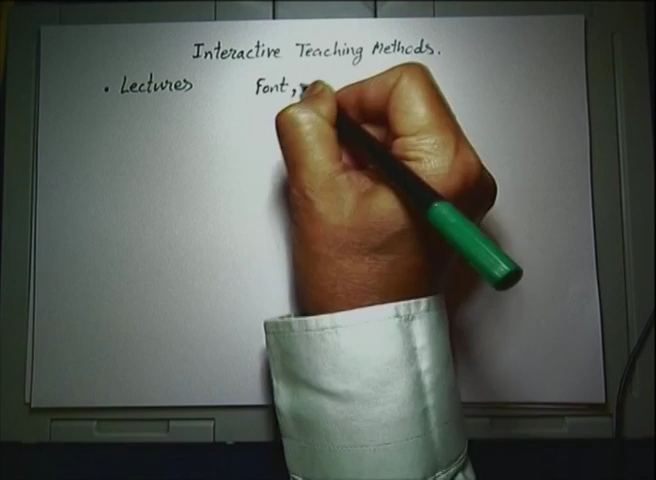 Interactive Teaching Methods.
• Lectures Font,